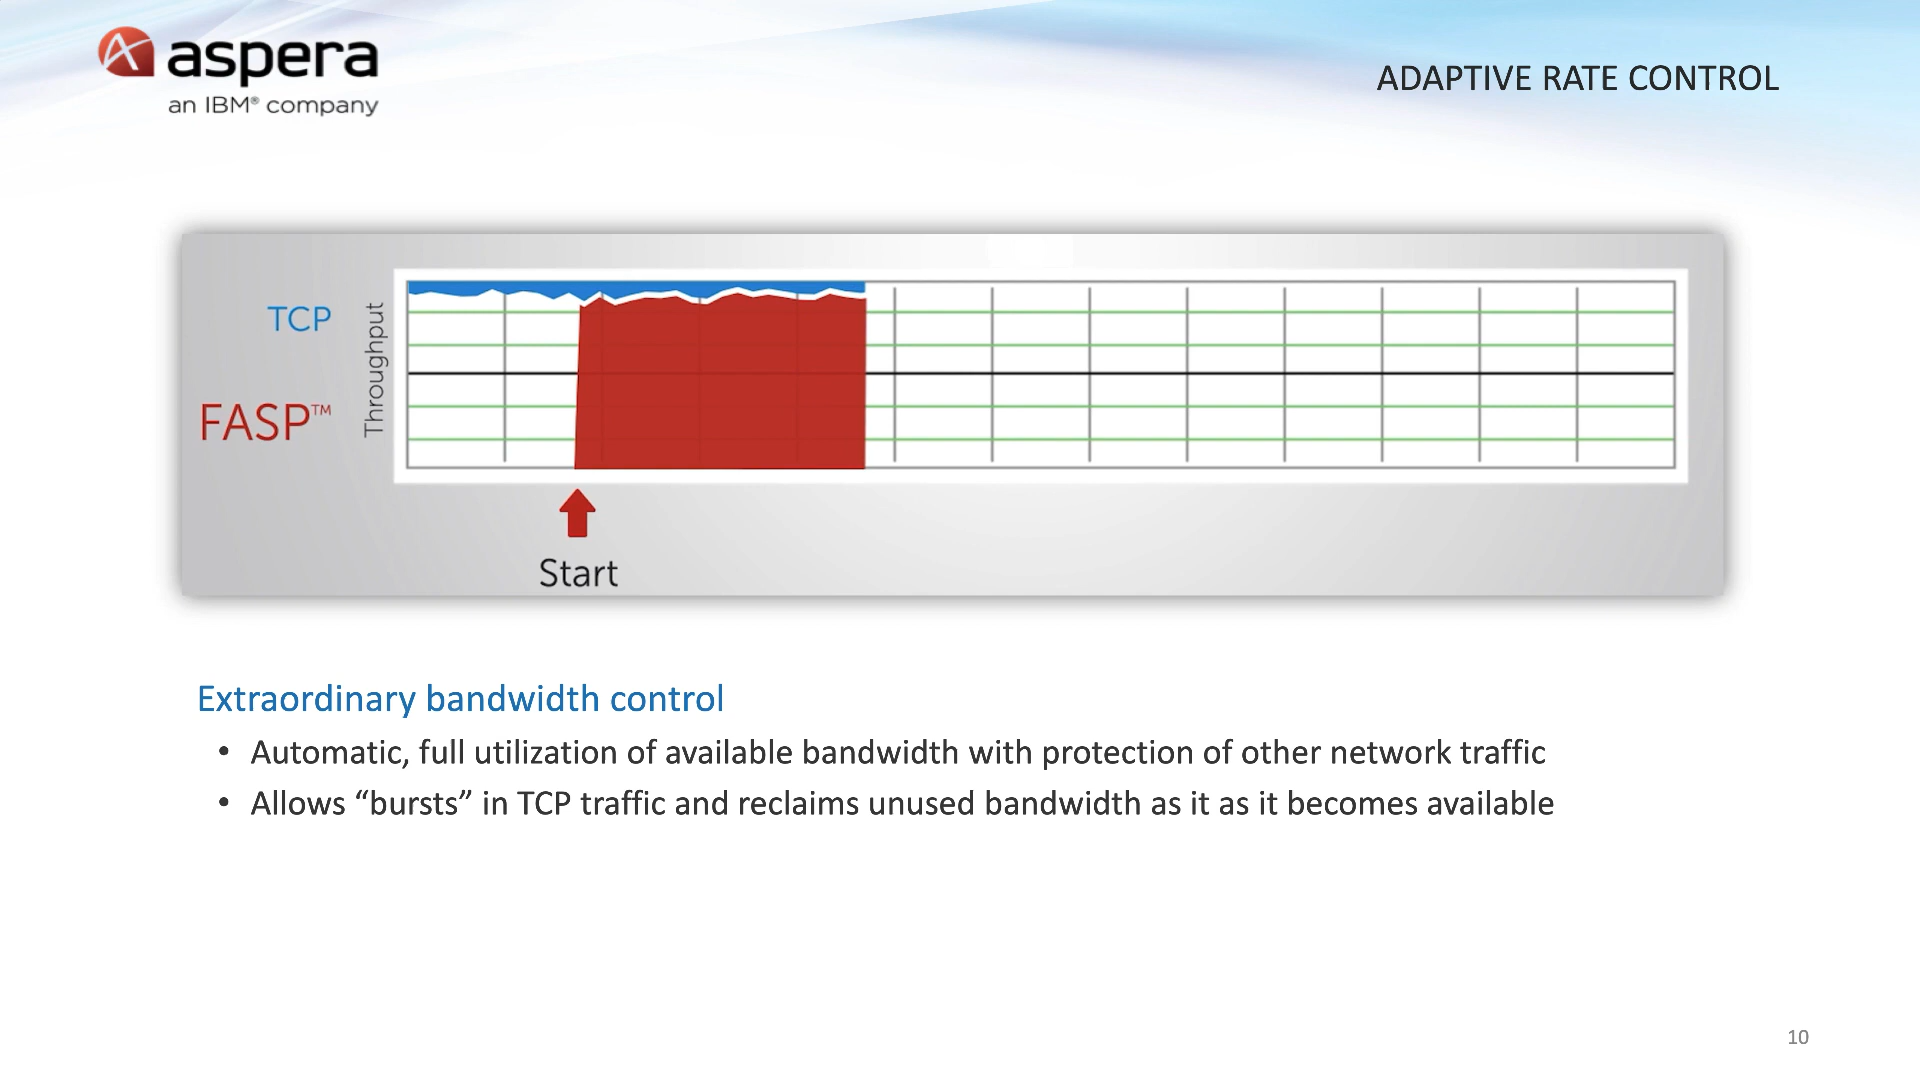 aspera
an IBM® company
ADAPTIVE RATE CONTROL
TCP
FASP™
Throughput
Start
Extraordinary bandwidth control
• Automatic, full utilization of available bandwidth with protection of other network traffic
• Allows “bursts” in TCP traffic and reclaims unused bandwidth as it as it becomes available
10